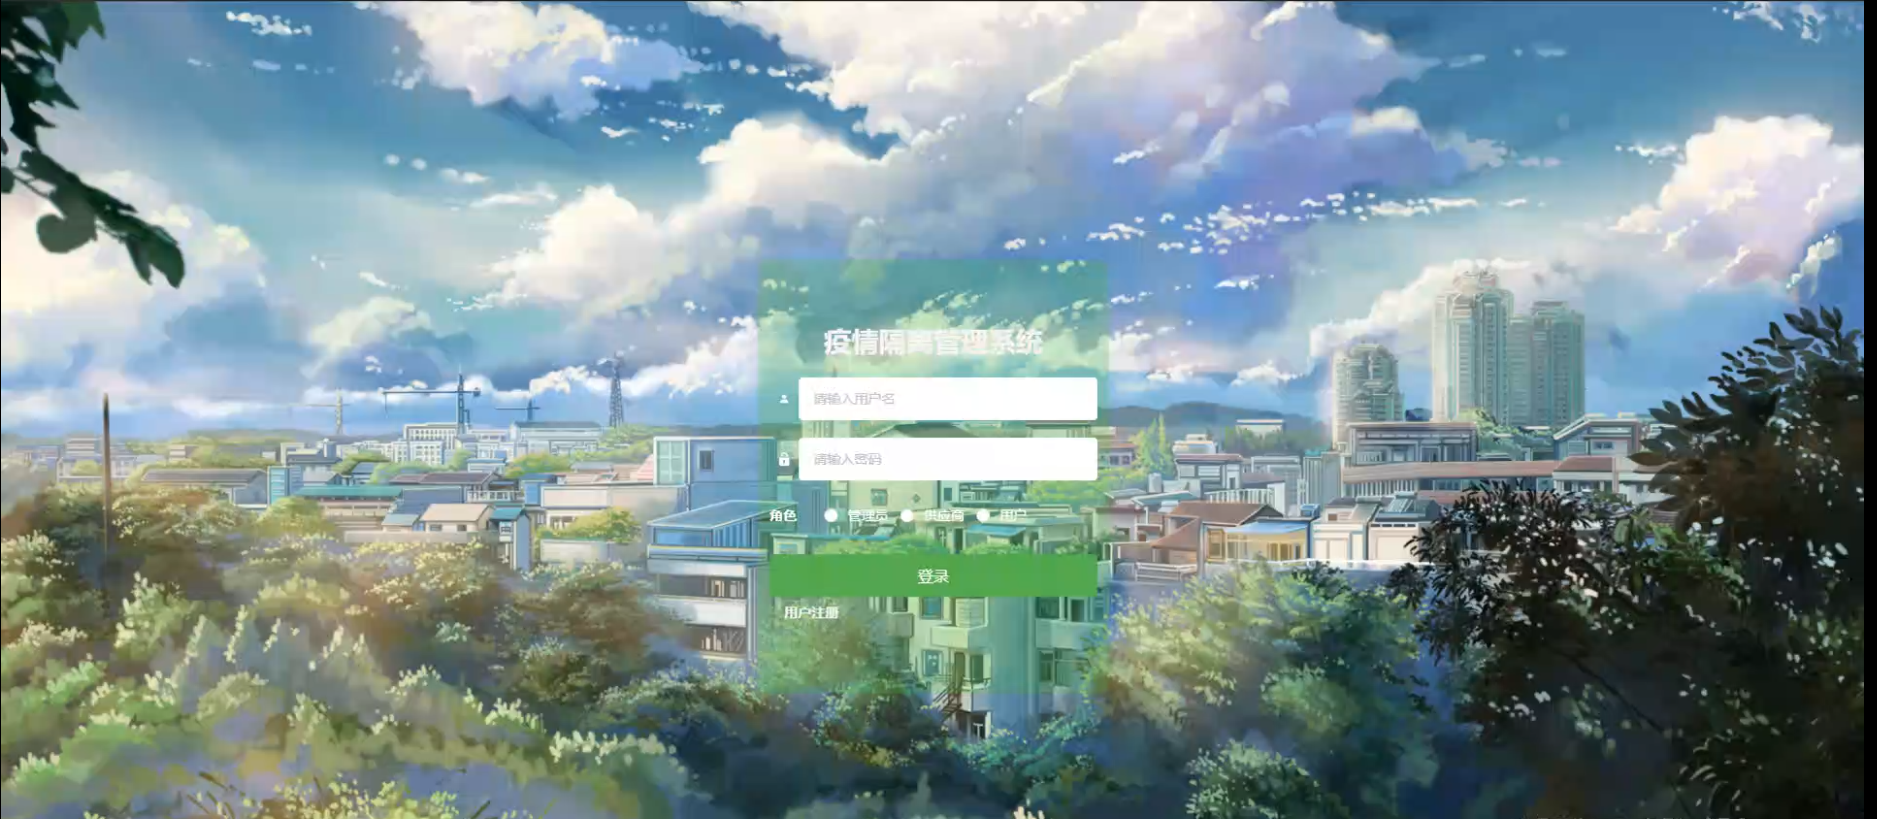 疫情隔离管理系统
请输入用户名
请输入密码
角色 管理员 供应商 用户
登录
用户注册